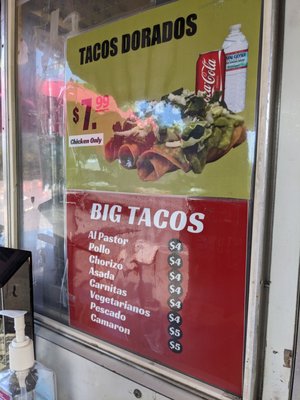 TACOS DORADOS
$7.99
Chicken Only
Coca-Cola
BIG TACOS
Al Pastor $4
Pollo $4
Chorizo $4
Asada $4
Carnitas $4
Vegetarianos $4
Pescado $5
Camaron $5